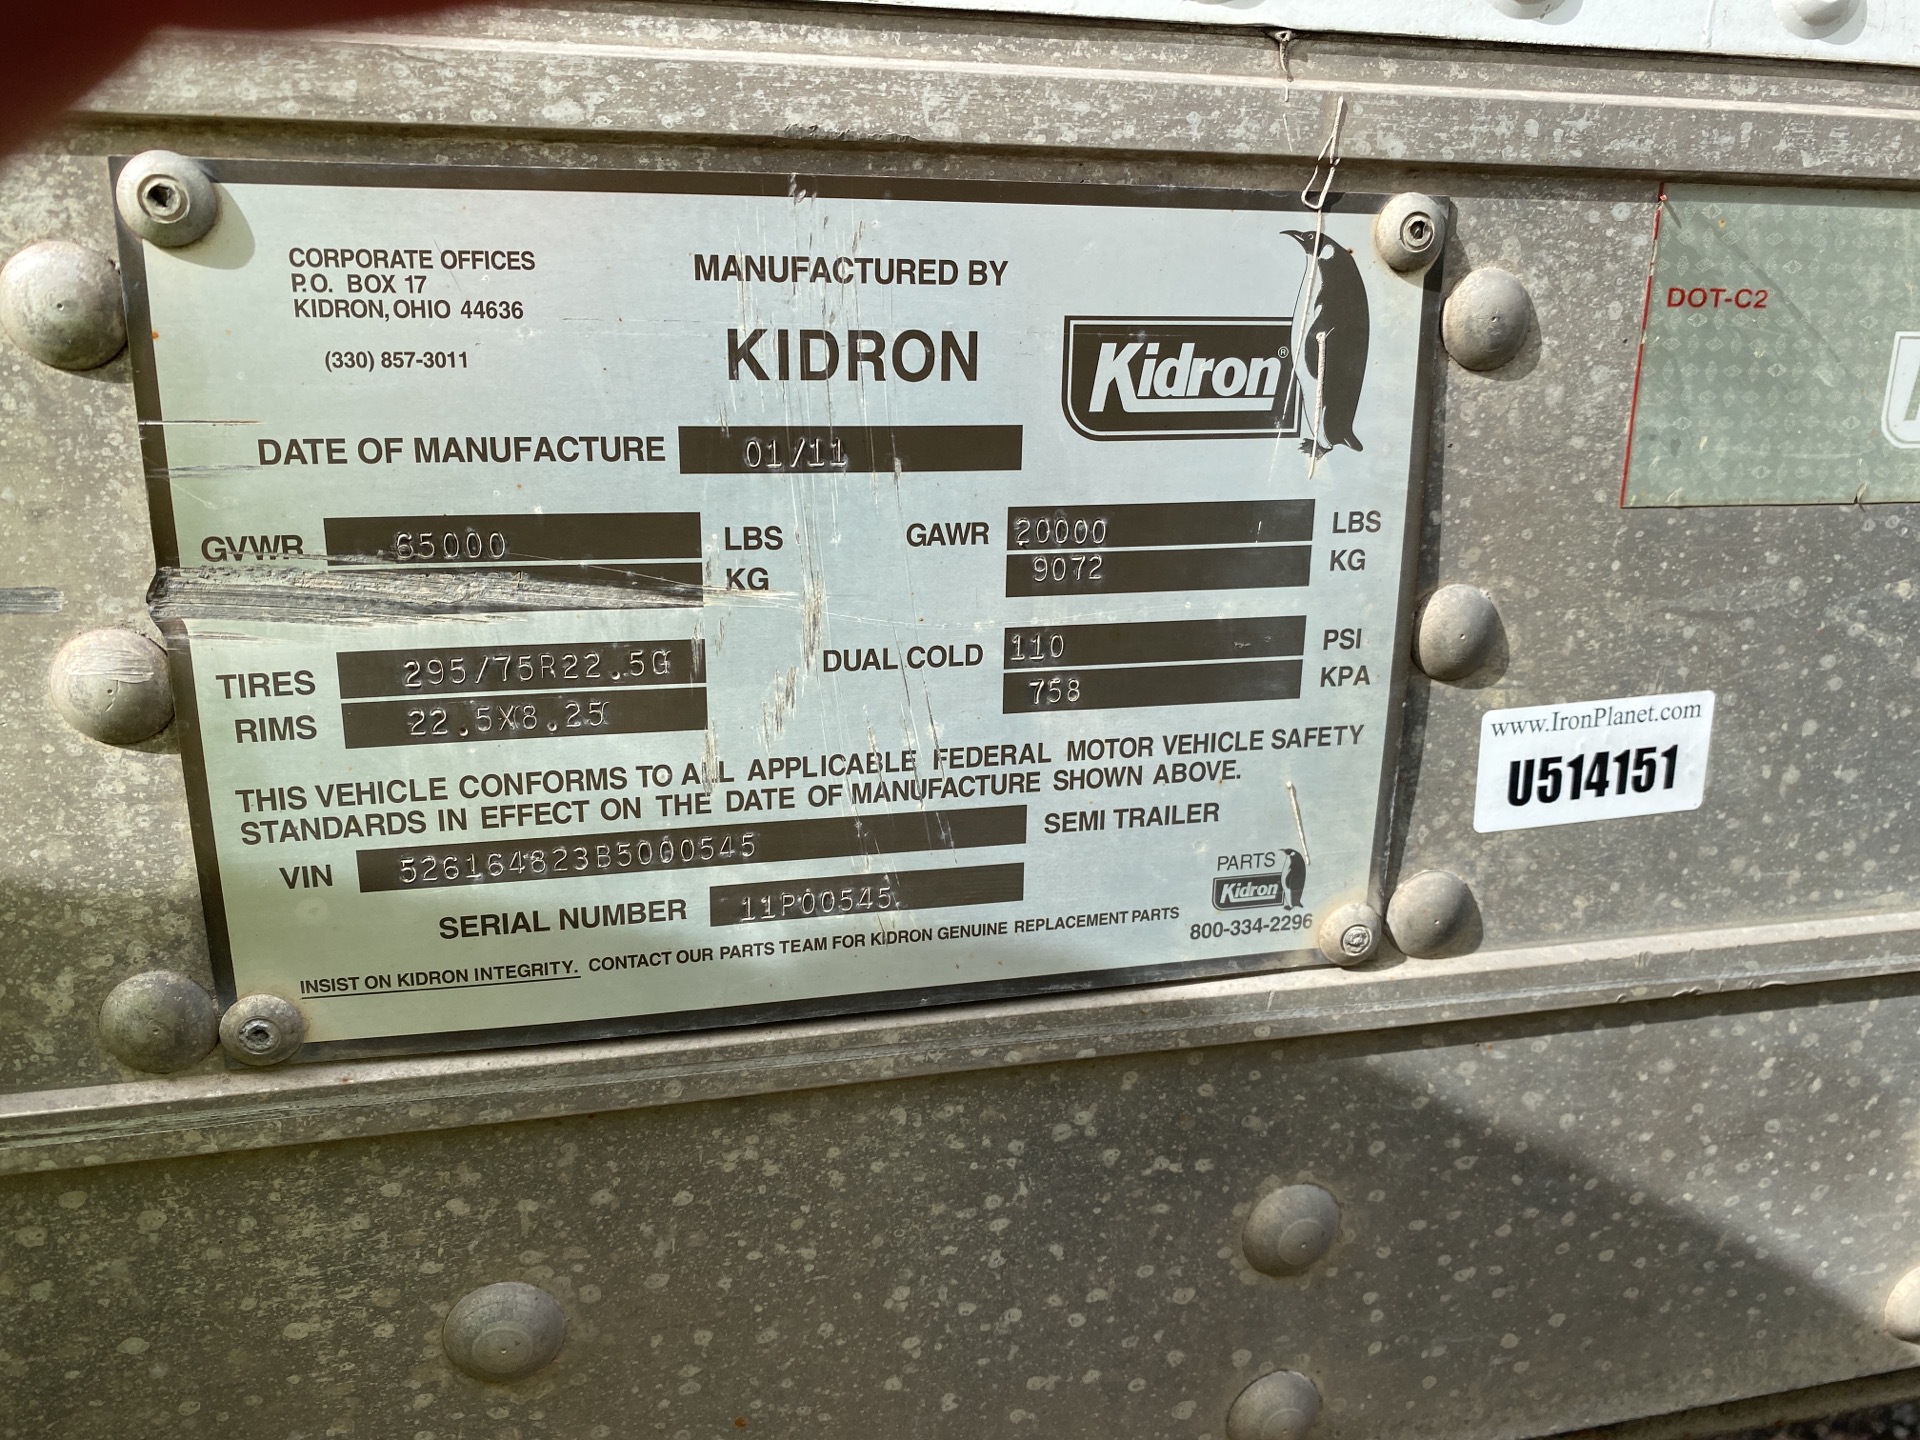 CORPORATE OFFICES
P.O. BOX 17
KIDRON, OHIO 44636
(330) 857-3011
MANUFACTURED BY
KIDRON
Kidron®
DATE OF MANUFACTURE 01/11
GVWR 65000 LBS
KG
GAWR 20000 LBS
9072 KG
TIRES 295/75R22.5G
RIMS 22.5X8.25
DUAL COLD 110 PSI
758 KPA
THIS VEHICLE CONFORMS TO ALL APPLICABLE FEDERAL MOTOR VEHICLE SAFETY
STANDARDS IN EFFECT ON THE DATE OF MANUFACTURE SHOWN ABOVE.
VIN 526164823B5000545 SEMI TRAILER
SERIAL NUMBER 11P00545
INSIST ON KIDRON INTEGRITY. CONTACT OUR PARTS TEAM FOR KIDRON GENUINE REPLACEMENT PARTS
PARTS
Kidron
800-334-2296
DOT-C2
www.IronPlanet.com
U514151